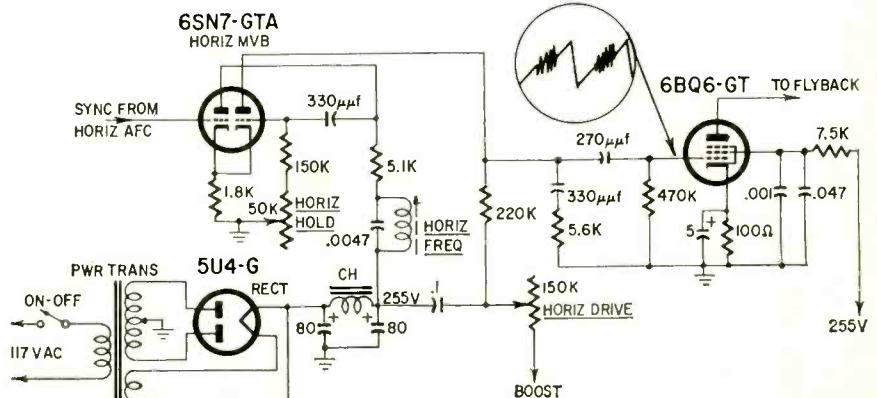 6SN7-GTA
HORIZ MVB
6BQ6-GT
TO FLYBACK
SYNC FROM
HORIZ AFC
330µµf
270µµf
7.5K
150K
5.1K
1.8K
50K
HORIZ
HOLD
.0047
HORIZ
FREQ
220K
330µµf
5.6K
470K
5
+
100Ω
.001
.047
PWR TRANS
5U4-G
RECT
ON-OFF
117VAC
CH
255V
.1
80
+
+
80
150K
HORIZ DRIVE
BOOST
255V